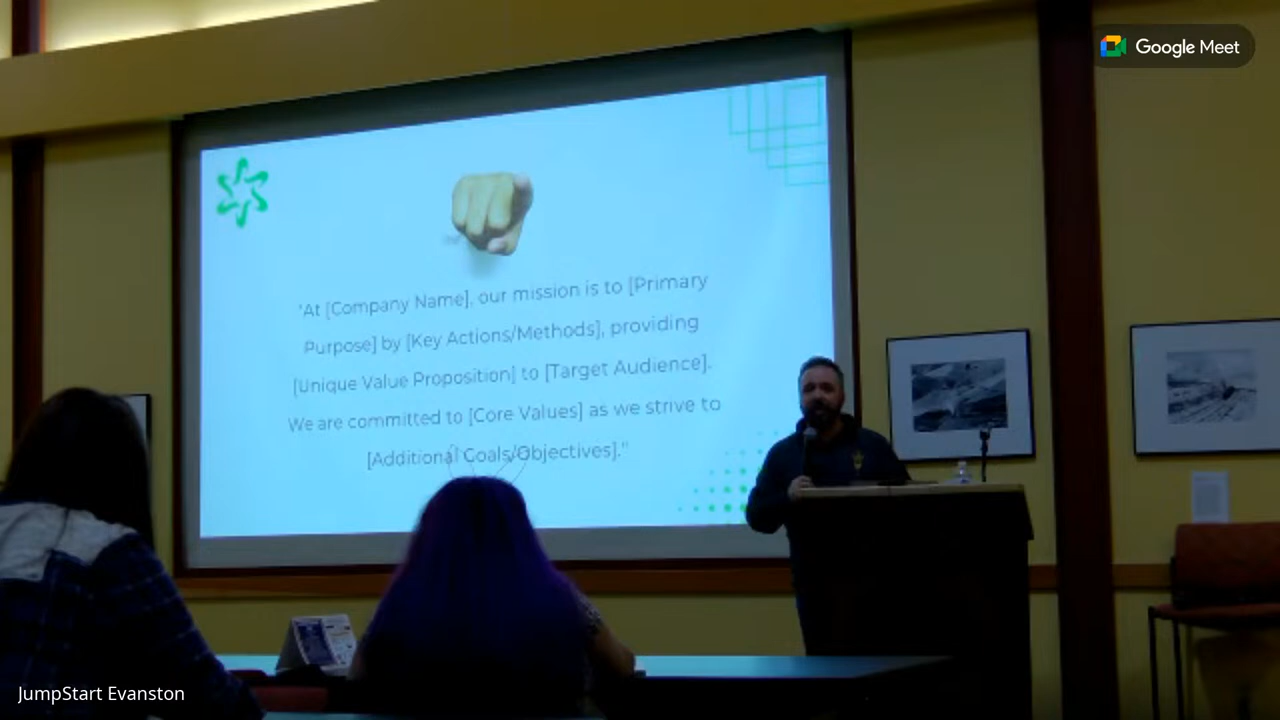 Google Meet
"At [Company Name], our mission is to [Primary
Purpose] by [Key Actions/Methods], providing
[Unique Value Proposition] to [Target Audience].
We are committed to [Core Values] as we strive to
[Additional Goals/Objectives]."
JumpStart Evanston